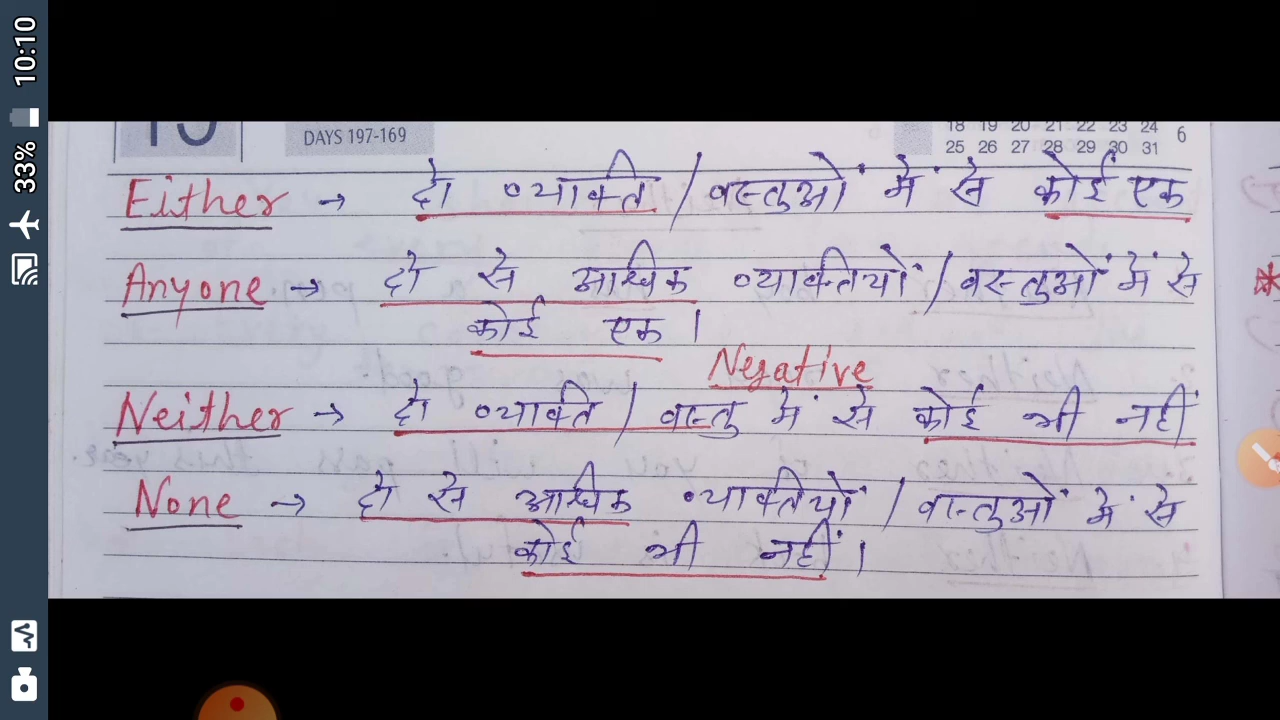 10:10
33%
DAYS 197-169
18 19 20 21 22 23 24
25 26 27 28 29 30 31
6
Either → दो व्यक्ति / वस्तुओं में से कोई एक
Anyone → दो से अधिक व्यक्तियों / वस्तुओं में से
कोई एक।
Negative
Neither → दो व्यक्ति / वस्तु में से कोई भी नहीं
None → दो से अधिक व्यक्तियों / वस्तुओं में से
कोई भी नहीं।